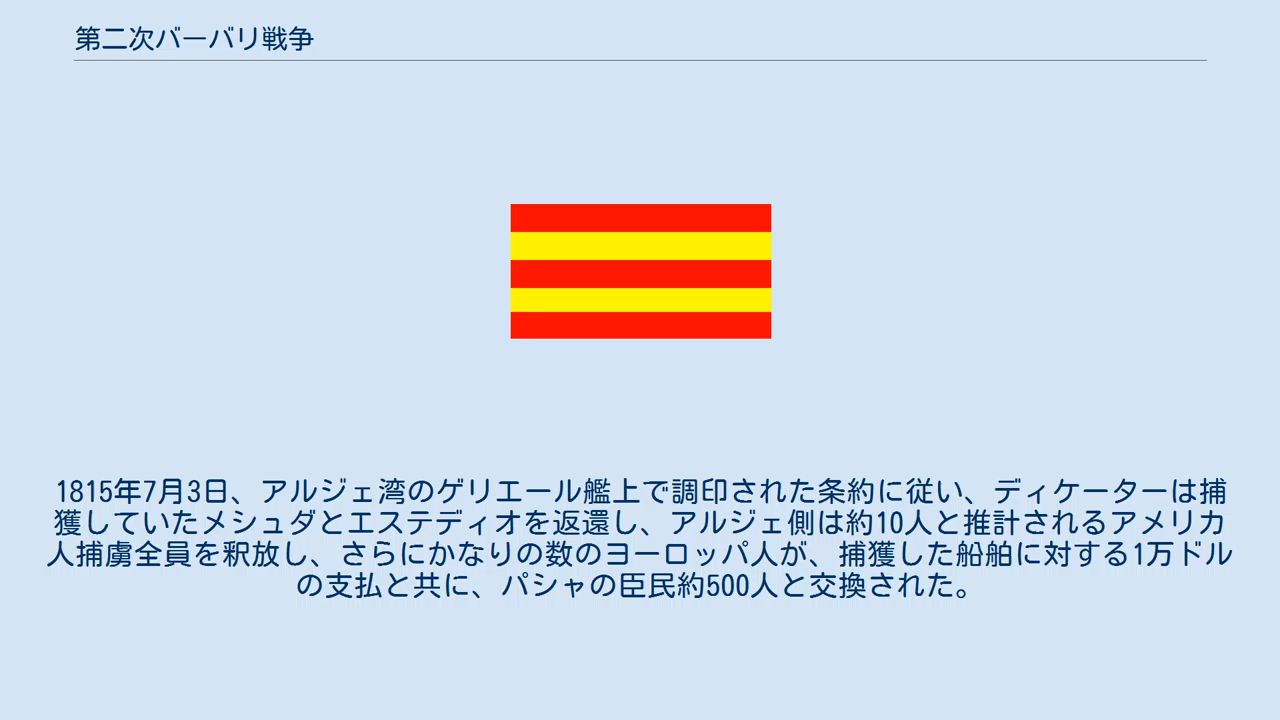 第二次バーバリ戦争
1815年7月3日、アルジェ湾のゲリエール艦上で調印された条約に従い、ディケーターは捕
獲していたメシュダとエステディオを返還し、アルジェ側は約10人と推計されるアメリカ
人捕虜全員を釈放し、さらにかなりの数のヨーロッパ人が、捕獲した船舶に対する1万ドル
の支払と共に、パシャの臣民約500人と交換された。